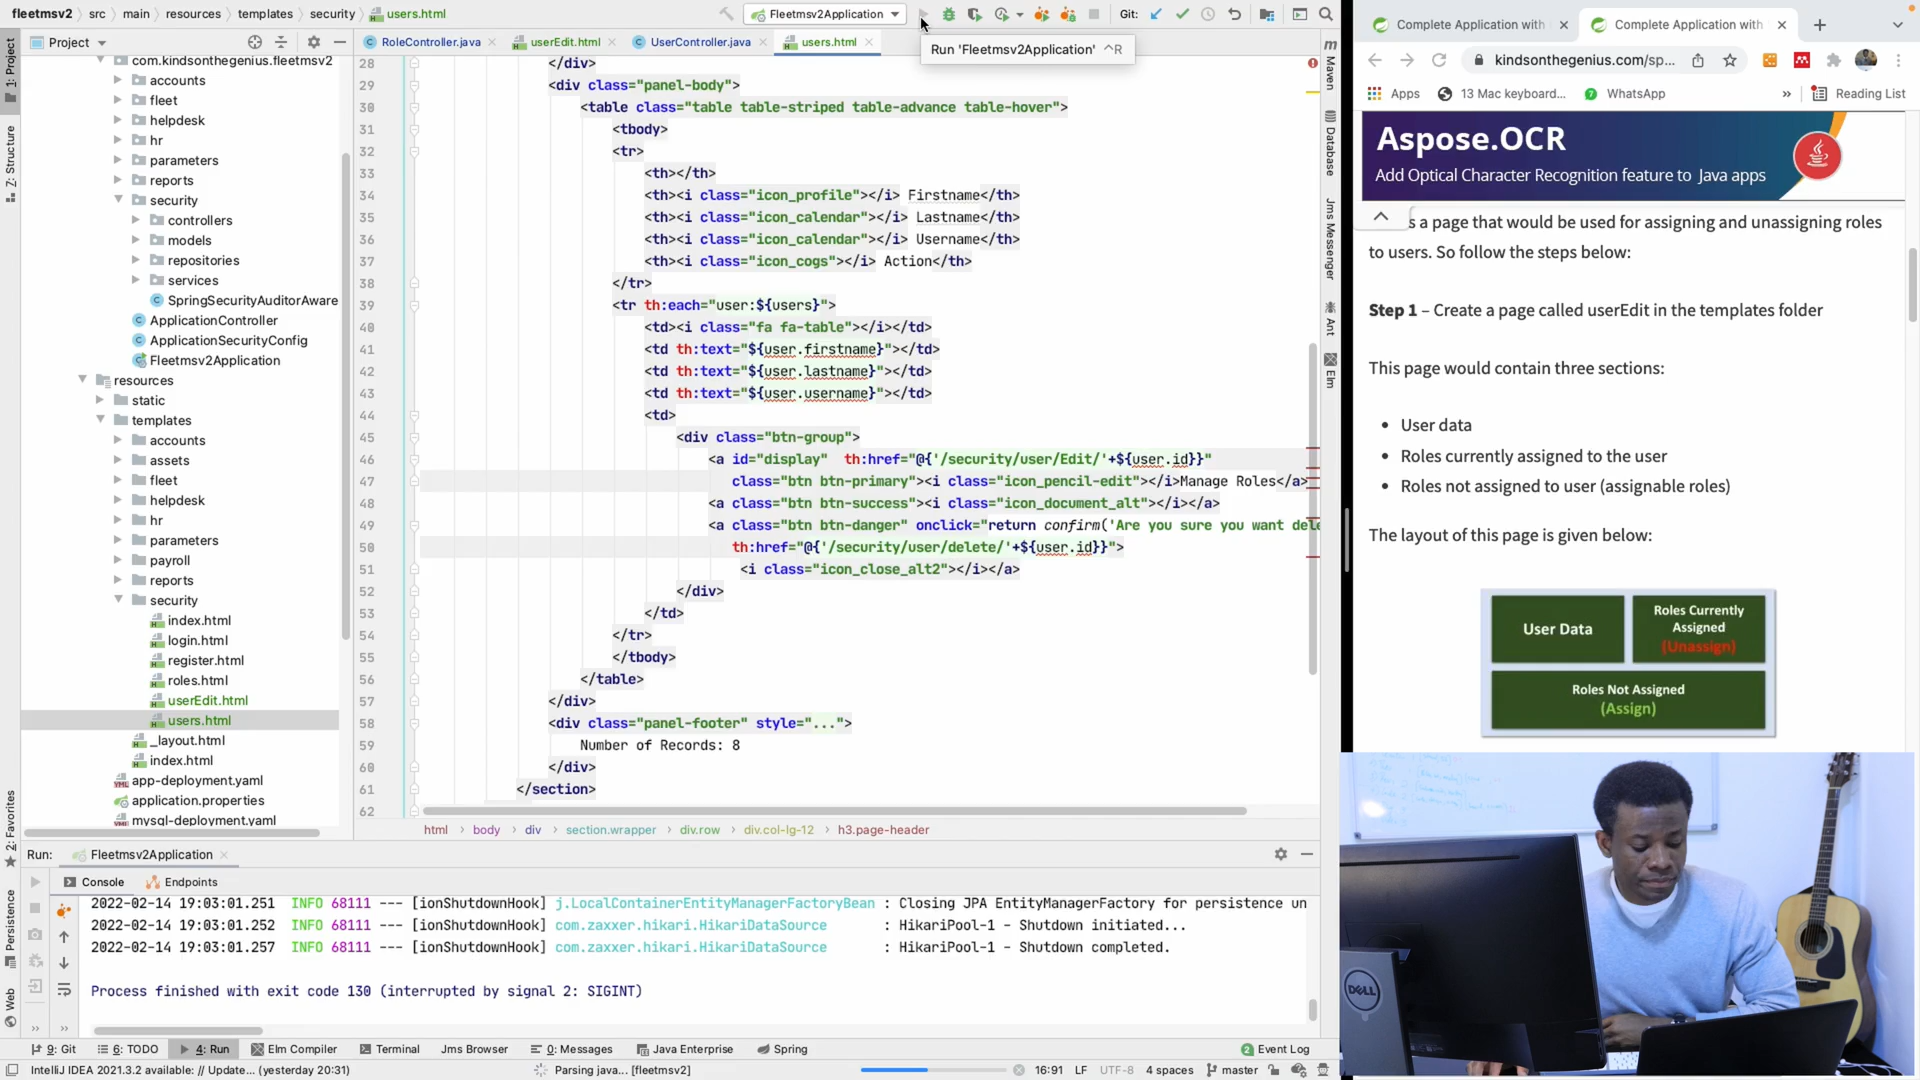 fleetmsv2 › src › main › resources › templates › security › users.html
Fleetmsv2Application
Git:
Project
RoleController.java
userEdit.html
UserController.java
users.html
Run 'Fleetmsv2Application' ^R
com.kindsonthegenius.fleetmsv2
accounts
fleet
helpdesk
hr
parameters
reports
security
controllers
models
repositories
services
SpringSecurityAuditorAware
ApplicationController
ApplicationSecurityConfig
Fleetmsv2Application
resources
static
templates
accounts
assets
fleet
helpdesk
hr
parameters
payroll
reports
security
index.html
login.html
register.html
roles.html
userEdit.html
users.html
_layout.html
index.html
app-deployment.yaml
application.properties
mysql-deployment.yaml
1: Project
Z: Structure
2: Favorites
Persistence
Web
28 </div>
29 <div class="panel-body">
30 <table class="table table-striped table-advance table-hover">
31 <tbody>
32 <tr>
33 <th></th>
34 <th><i class="icon_profile"></i> Firstname</th>
35 <th><i class="icon_calendar"></i> Lastname</th>
36 <th><i class="icon_calendar"></i> Username</th>
37 <th><i class="icon_cogs"></i> Action</th>
38 </tr>
39 <tr th:each="user:${users}">
40 <td><i class="fa fa-table"></i></td>
41 <td th:text="${user.firstname}"></td>
42 <td th:text="${user.lastname}"></td>
43 <td th:text="${user.username}"></td>
44 <td>
45 <div class="btn-group">
46 <a id="display" th:href="@{'/security/user/Edit/'+${user.id}}"
47 class="btn btn-primary"><i class="icon_pencil-edit"></i>Manage Roles</a>
48 <a class="btn btn-success"><i class="icon_document_alt"></i></a>
49 <a class="btn btn-danger" onclick="return confirm('Are you sure you want dele
50 th:href="@{'/security/user/delete/'+${user.id}}">
51 <i class="icon_close_alt2"></i></a>
52 </div>
53 </td>
54 </tr>
55 </tbody>
56 </table>
57 </div>
58 <div class="panel-footer" style="...">
59 Number of Records: 8
60 </div>
61 </section>
62
html › body › div › section.wrapper › div.row › div.col-lg-12 › h3.page-header
Maven
Database
Jms Messenger
Ant
Elm
Run: Fleetmsv2Application
Console Endpoints
2022-02-14 19:03:01.251 INFO 68111 --- [ionShutdownHook] j.LocalContainerEntityManagerFactoryBean : Closing JPA EntityManagerFactory for persistence un
2022-02-14 19:03:01.252 INFO 68111 --- [ionShutdownHook] com.zaxxer.hikari.HikariDataSource : HikariPool-1 - Shutdown initiated...
2022-02-14 19:03:01.257 INFO 68111 --- [ionShutdownHook] com.zaxxer.hikari.HikariDataSource : HikariPool-1 - Shutdown completed.
Process finished with exit code 130 (interrupted by signal 2: SIGINT)
9: Git 6: TODO 4: Run Elm Compiler Terminal Jms Browser 0: Messages Java Enterprise Spring 2 Event Log
IntelliJ IDEA 2021.3.2 available: // Update... (yesterday 20:31) Parsing java... [fleetmsv2] 16:91 LF UTF-8 4 spaces master
Complete Application with
Complete Application with
kindsonthegenius.com/sp...
Apps 13 Mac keyboard... WhatsApp » Reading List
Aspose.OCR
Add Optical Character Recognition feature to Java apps
s a page that would be used for assigning and unassigning roles
to users. So follow the steps below:
Step 1 – Create a page called userEdit in the templates folder
This page would contain three sections:
• User data
• Roles currently assigned to the user
• Roles not assigned to user (assignable roles)
The layout of this page is given below:
User Data
Roles Currently
Assigned
(Unassign)
Roles Not Assigned
(Assign)
DELL